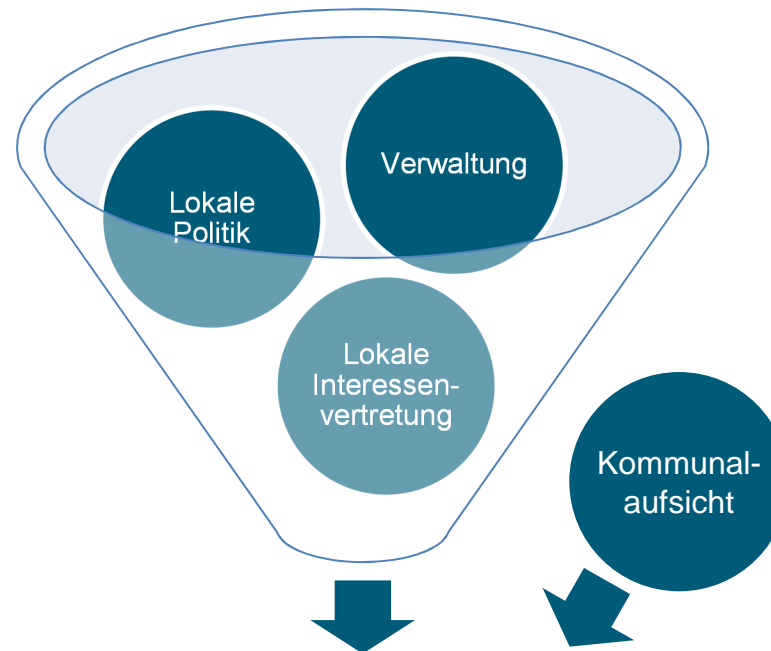 Verwaltung
Lokale
Politik
Lokale
Interessen-
vertretung
Kommunal-
aufsicht